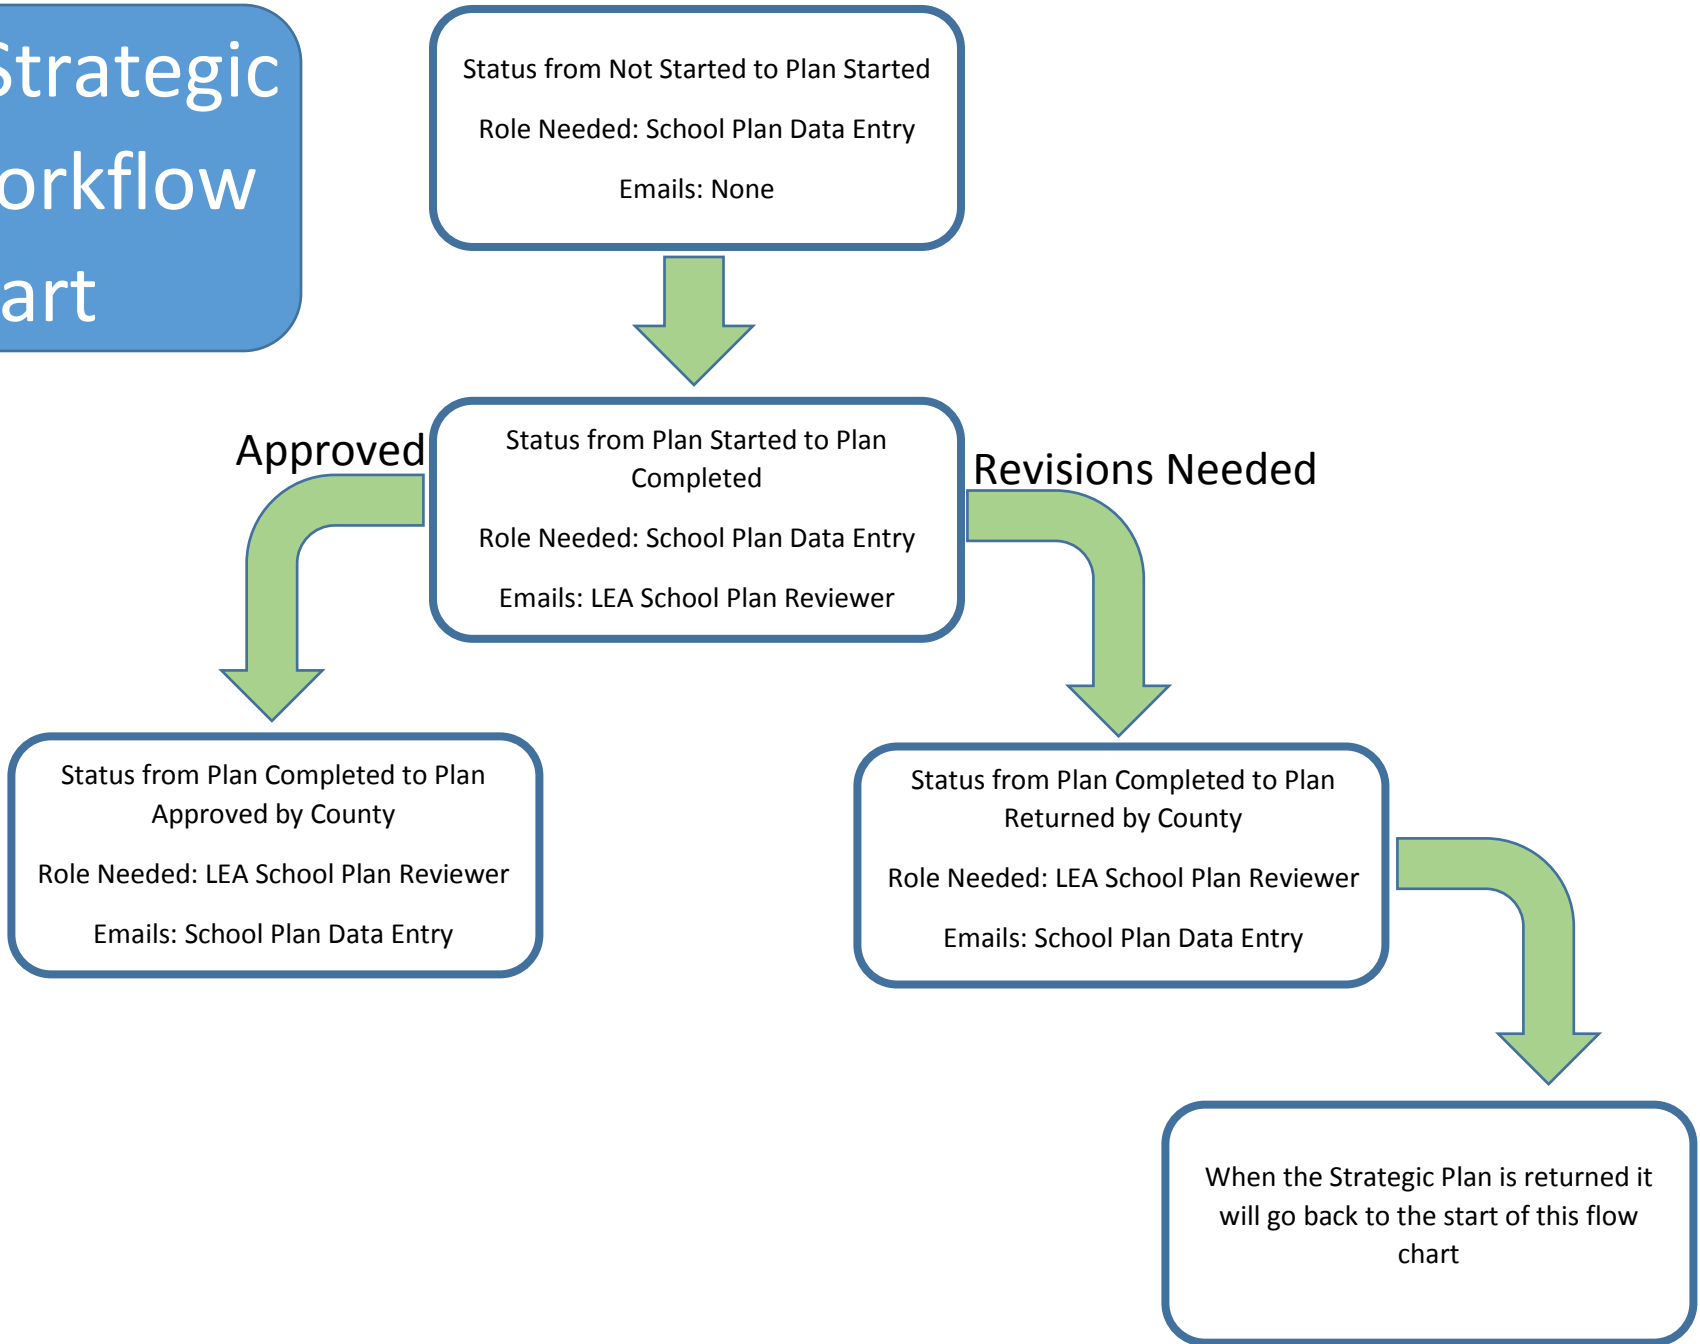 Strategic
orkflow
art
Status from Not Started to Plan Started
Role Needed: School Plan Data Entry
Emails: None
Approved
Status from Plan Started to Plan
Completed
Role Needed: School Plan Data Entry
Emails: LEA School Plan Reviewer
Revisions Needed
Status from Plan Completed to Plan
Approved by County
Role Needed: LEA School Plan Reviewer
Emails: School Plan Data Entry
Status from Plan Completed to Plan
Returned by County
Role Needed: LEA School Plan Reviewer
Emails: School Plan Data Entry
When the Strategic Plan is returned it
will go back to the start of this flow
chart